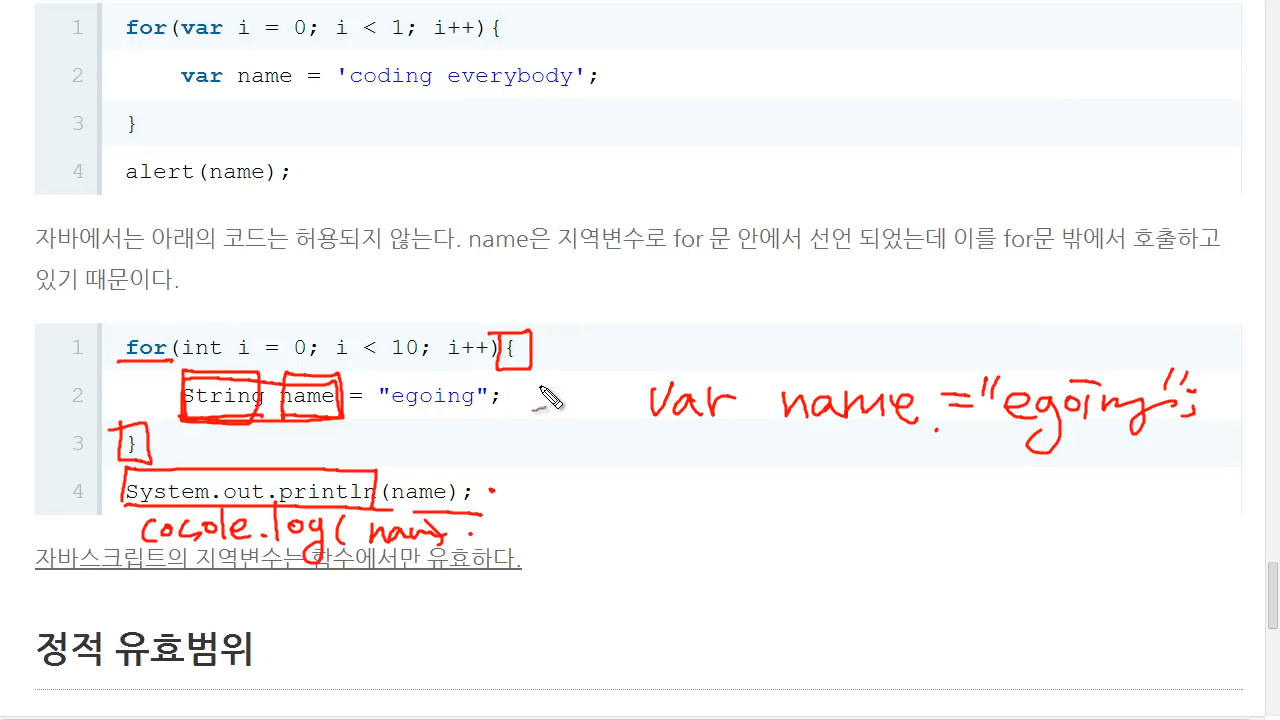 1 for(var i = 0; i < 1; i++){
2 var name = 'coding everybody';
3 }
4 alert(name);
자바에서는 아래의 코드는 허용되지 않는다. name은 지역변수로 for 문 안에서 선언 되었는데 이를 for문 밖에서 호출하고
있기 때문이다.
1 for(int i = 0; i < 10; i++){
2 String name = "egoing"; var name = "egoing";
3 }
4 System.out.println(name);
cosole.log( name
자바스크립트의 지역변수는 함수에서만 유효하다.
정적 유효범위